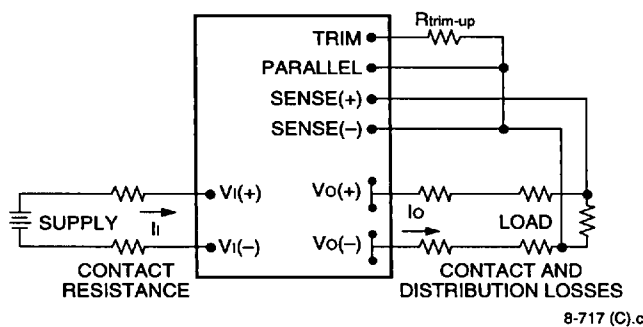 Rtrim-up
TRIM
PARALLEL
SENSE(+)
SENSE(–)
VI(+)
VO(+)
SUPPLY
II
IO
LOAD
VI(–)
VO(–)
CONTACT
RESISTANCE
CONTACT AND
DISTRIBUTION LOSSES
8-717 (C).c